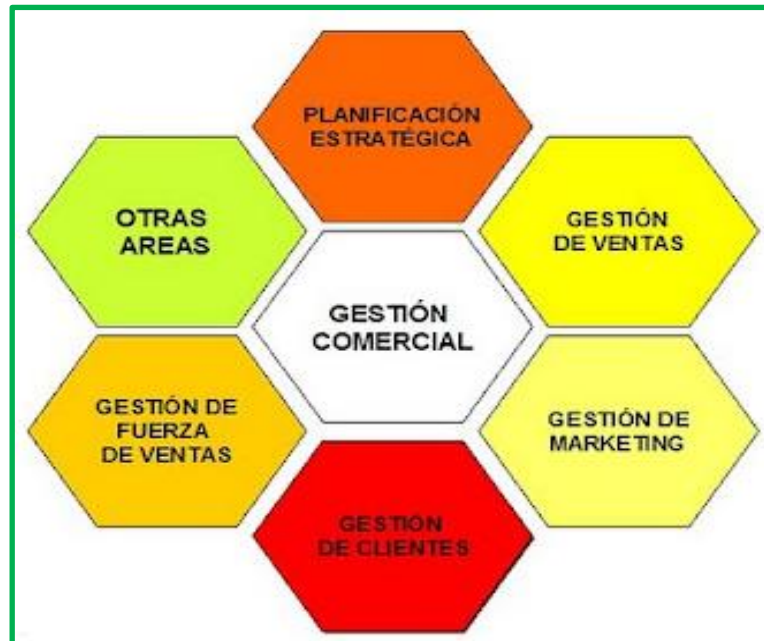 PLANIFICACIÓN
ESTRATÉGICA
OTRAS
AREAS
GESTIÓN
DE VENTAS
GESTIÓN
COMERCIAL
GESTIÓN DE
FUERZA
DE VENTAS
GESTIÓN DE
MARKETING
GESTIÓN
DE CLIENTES